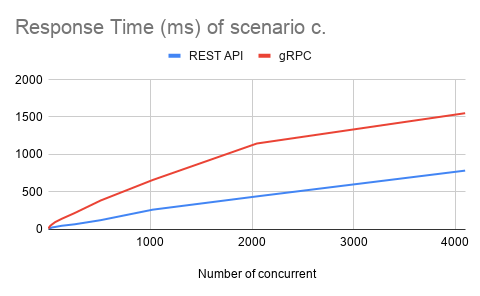 Response Time (ms) of scenario c.
REST API gRPC
2000
1500
1000
500
0
1000 2000 3000 4000
Number of concurrent